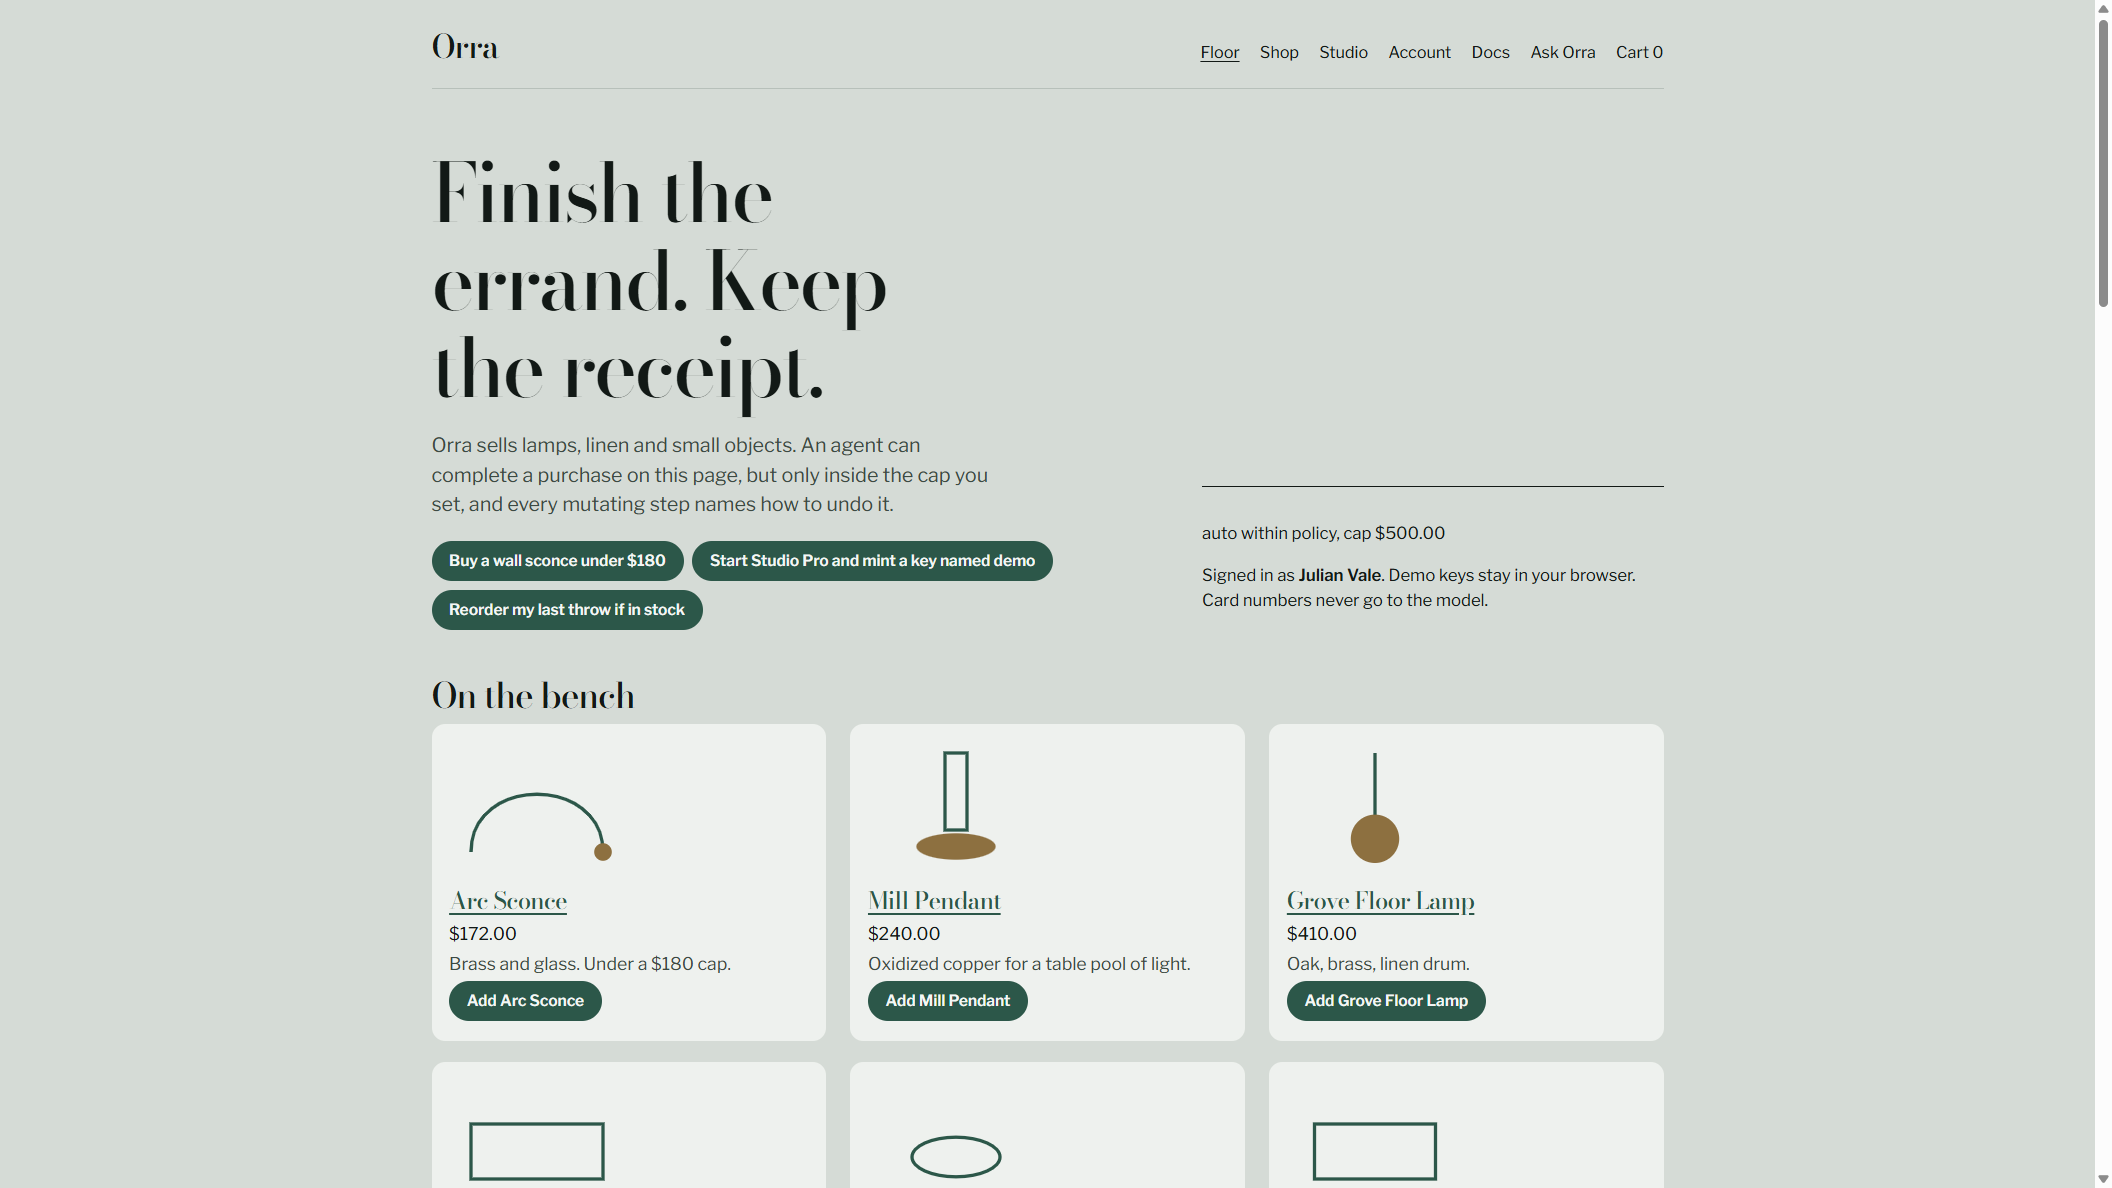 Orra
Floor Shop Studio Account Docs Ask Orra Cart 0
Finish the
errand. Keep
the receipt.
Orra sells lamps, linen and small objects. An agent can
complete a purchase on this page, but only inside the cap you
set, and every mutating step names how to undo it.
Buy a wall sconce under $180 Start Studio Pro and mint a key named demo
Reorder my last throw if in stock
auto within policy, cap $500.00
Signed in as Julian Vale. Demo keys stay in your browser.
Card numbers never go to the model.
On the bench
Arc Sconce
$172.00
Brass and glass. Under a $180 cap.
Add Arc Sconce
Mill Pendant
$240.00
Oxidized copper for a table pool of light.
Add Mill Pendant
Grove Floor Lamp
$410.00
Oak, brass, linen drum.
Add Grove Floor Lamp